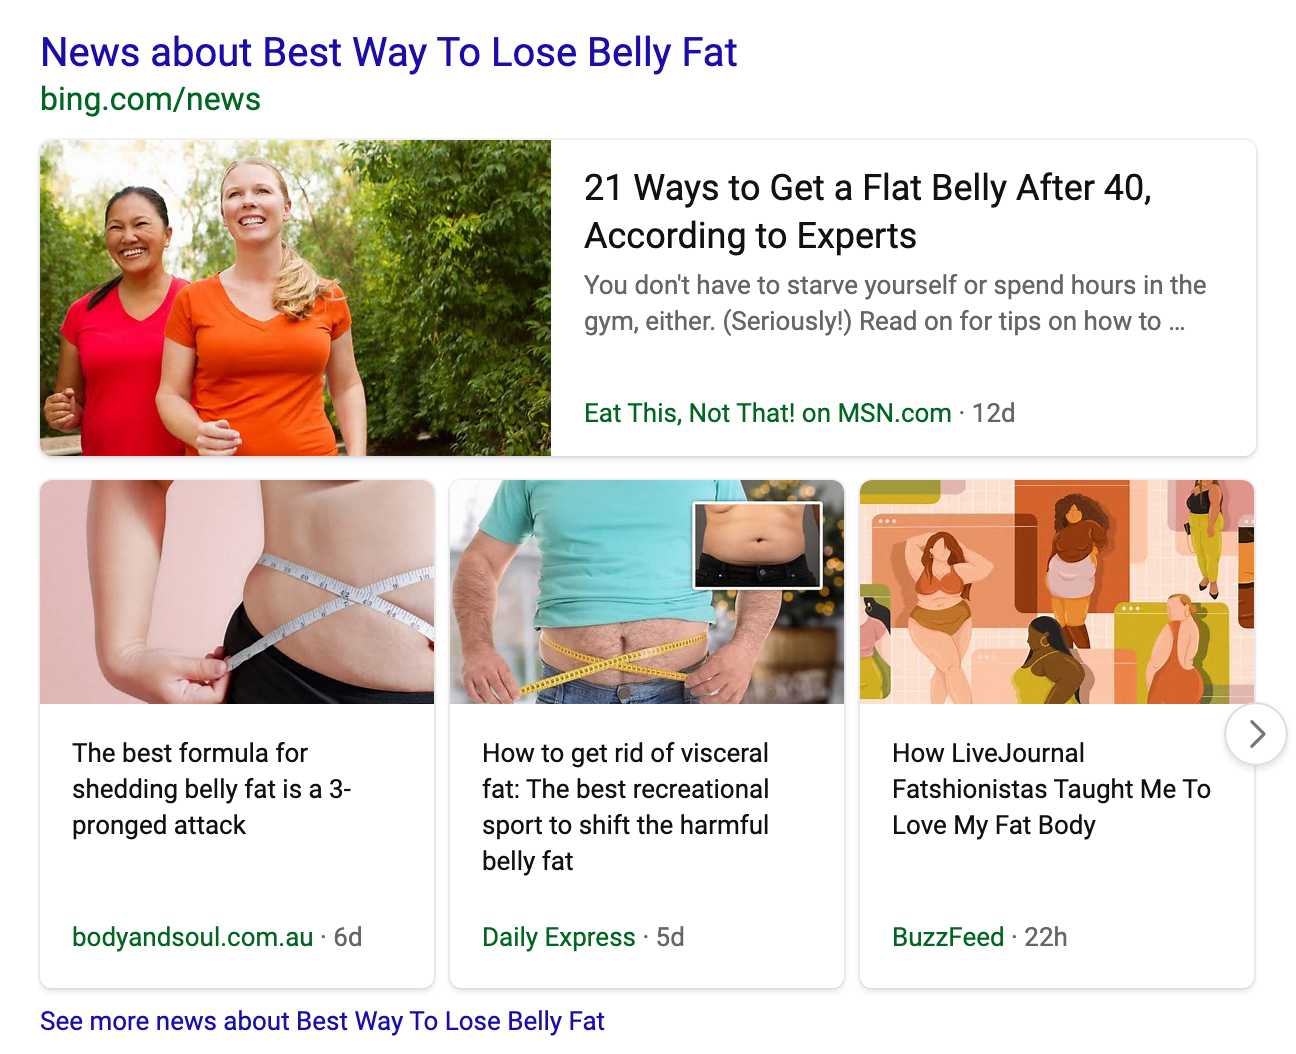 News about Best Way To Lose Belly Fat
bing.com/news
21 Ways to Get a Flat Belly After 40,
According to Experts
You don't have to starve yourself or spend hours in the
gym, either. (Seriously!) Read on for tips on how to ...
Eat This, Not That! on MSN.com · 12d
The best formula for
shedding belly fat is a 3-
pronged attack
bodyandsoul.com.au · 6d
How to get rid of visceral
fat: The best recreational
sport to shift the harmful
belly fat
Daily Express · 5d
How LiveJournal
Fatshionistas Taught Me To
Love My Fat Body
BuzzFeed · 22h
See more news about Best Way To Lose Belly Fat